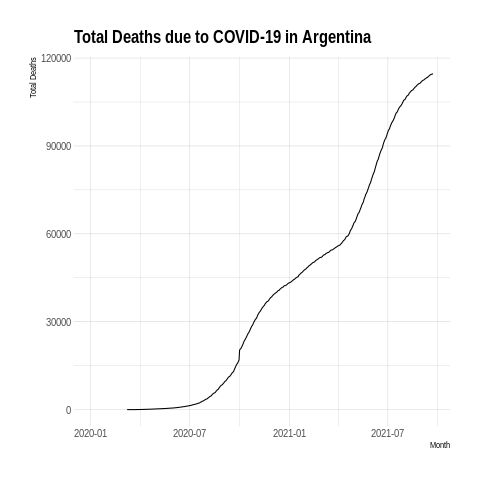 Total Deaths due to COVID-19 in Argentina
Total Deaths
120000
90000
60000
30000
0
2020-01 2020-07 2021-01 2021-07
Month